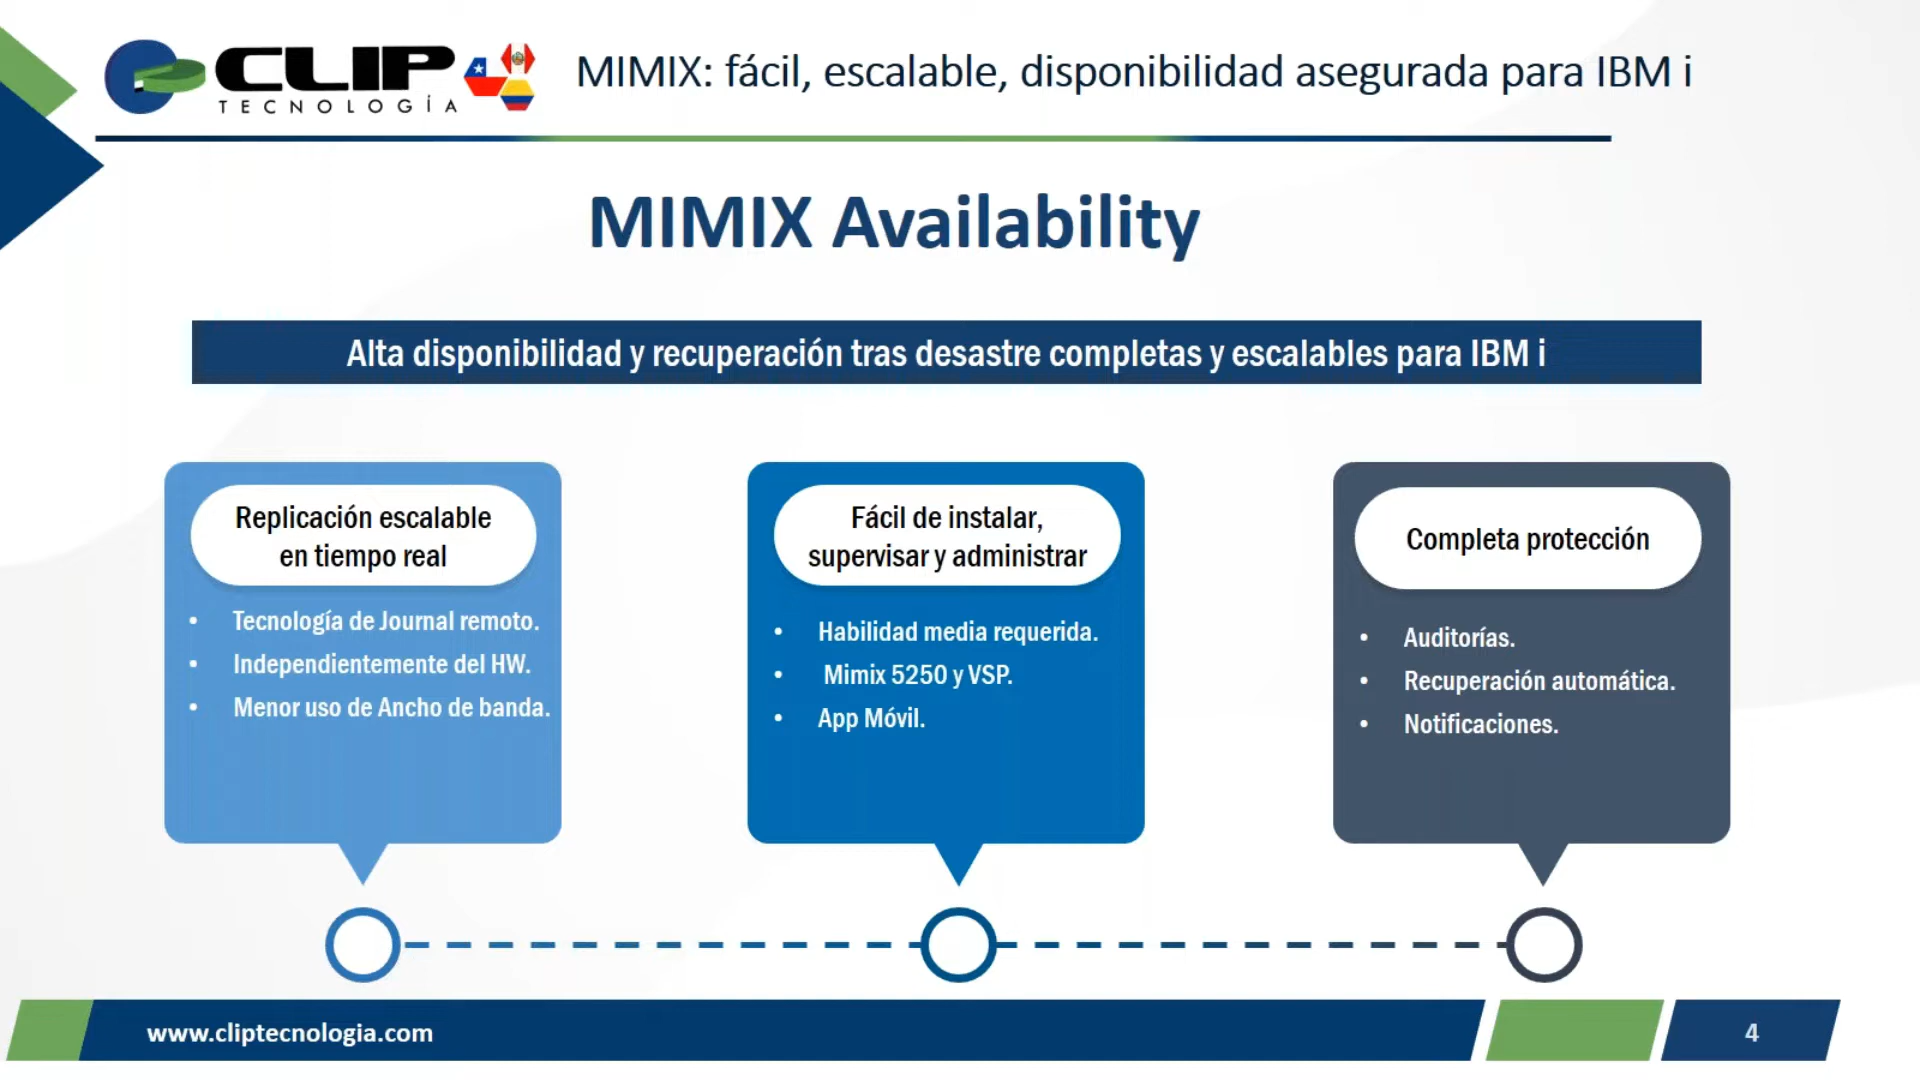 CLIP
TECNOLOGÍA
MIMIX: fácil, escalable, disponibilidad asegurada para IBM i
MIMIX Availability
Alta disponibilidad y recuperación tras desastre completas y escalables para IBM i
Replicación escalable
en tiempo real
• Tecnología de Journal remoto.
• Independientemente del HW.
• Menor uso de Ancho de banda.
Fácil de instalar,
supervisar y administrar
• Habilidad media requerida.
• Mimix 5250 y VSP.
• App Móvil.
Completa protección
• Auditorías.
• Recuperación automática.
• Notificaciones.
www.cliptecnologia.com
4